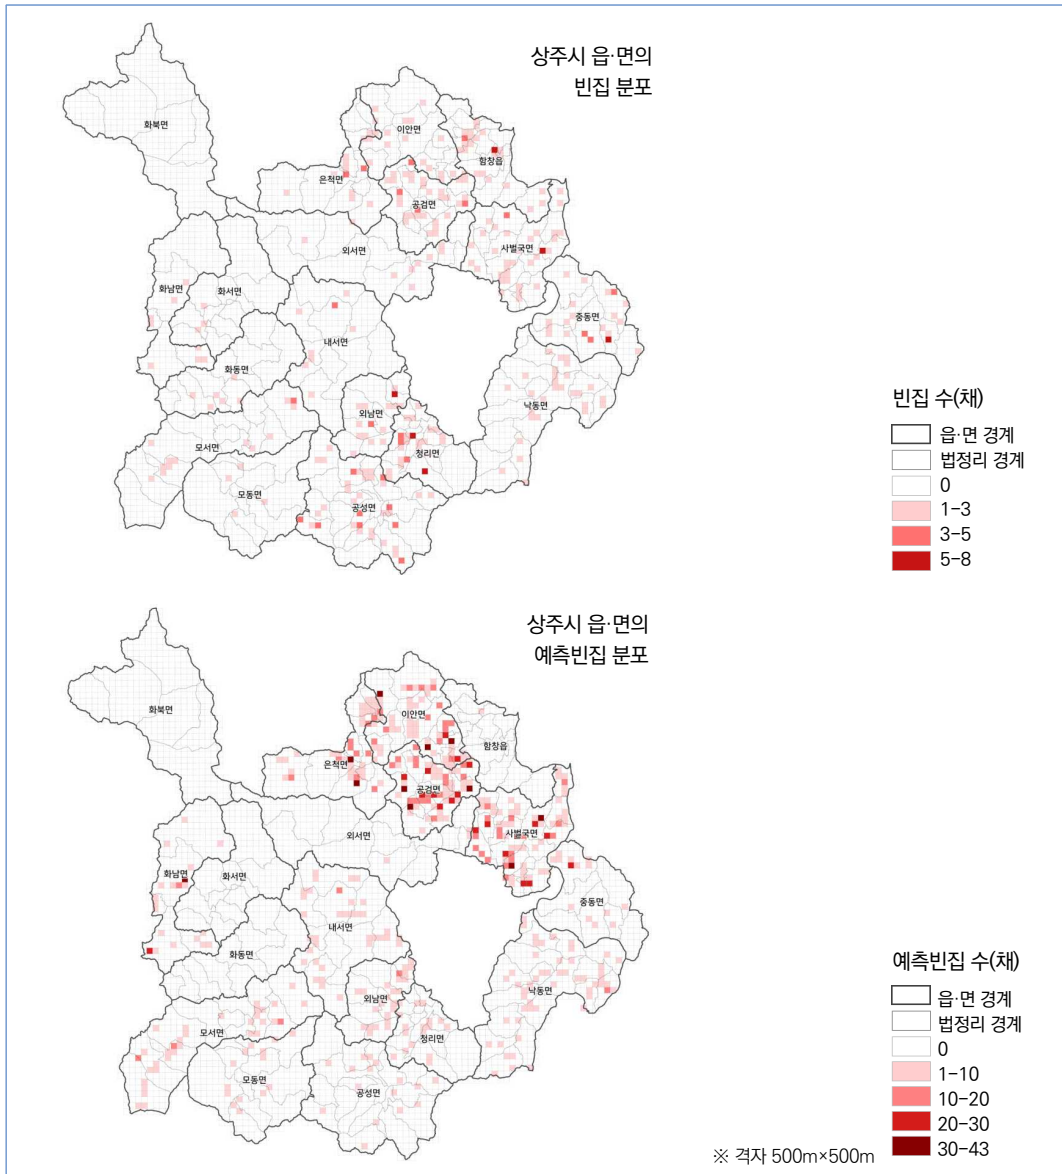 상주시 읍·면의
빈집 분포
화북면
이안면
함창읍
은척면
공검면
외서면
사벌국면
화남면
화서면
중동면
내서면
화동면
낙동면
외남면
모서면
청리면
모동면
공성면
빈집 수(채)
읍·면 경계
법정리 경계
0
1–3
3–5
5–8
상주시 읍·면의
예측빈집 분포
화북면
이안면
함창읍
은척면
공검면
외서면
사벌국면
화남면
화서면
중동면
내서면
화동면
낙동면
외남면
모서면
청리면
모동면
공성면
예측빈집 수(채)
읍·면 경계
법정리 경계
0
1–10
10–20
20–30
30–43
※ 격자 500m×500m